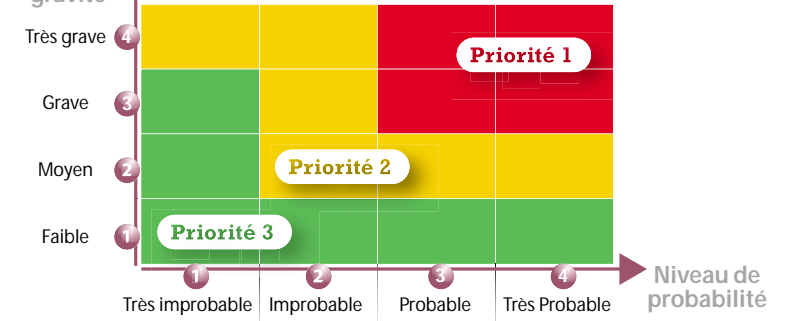 gravité
Très grave 4
Priorité 1
Grave 3
Moyen 2
Priorité 2
Faible 1
Priorité 3
1 2 3 4
Très improbable Improbable Probable Très Probable
Niveau de
probabilité